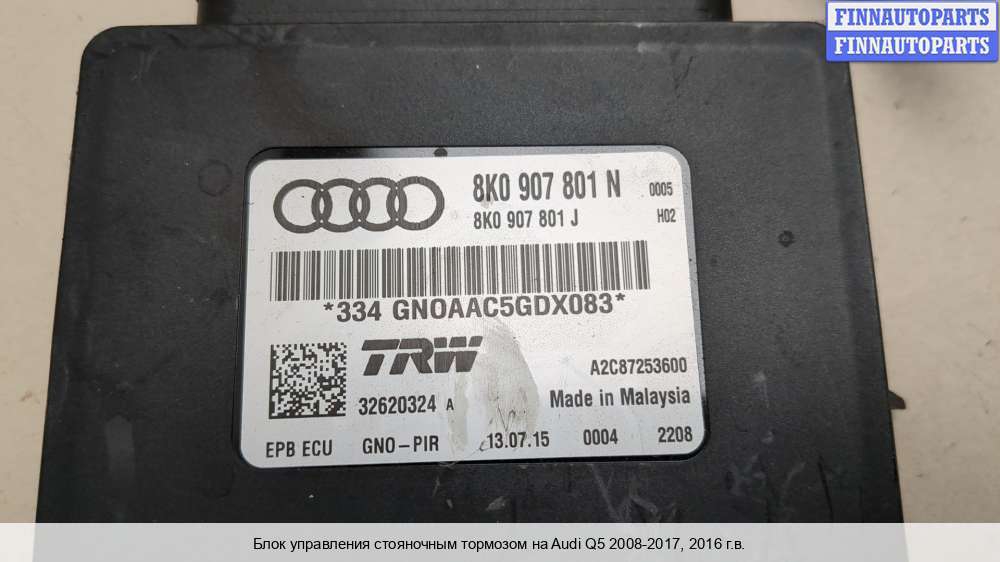 FINNAUTOPARTS
FINNAUTOPARTS
8K0 907 801 N 0005
8K0 907 801 J H02
*334 GNOAAC5GDX083*
TRW
A2C87253600
32620324 A Made in Malaysia
EPB ECU GNO-PIR 13.07.15 0004 2208
Блок управления стояночным тормозом на Audi Q5 2008-2017, 2016 г.в.